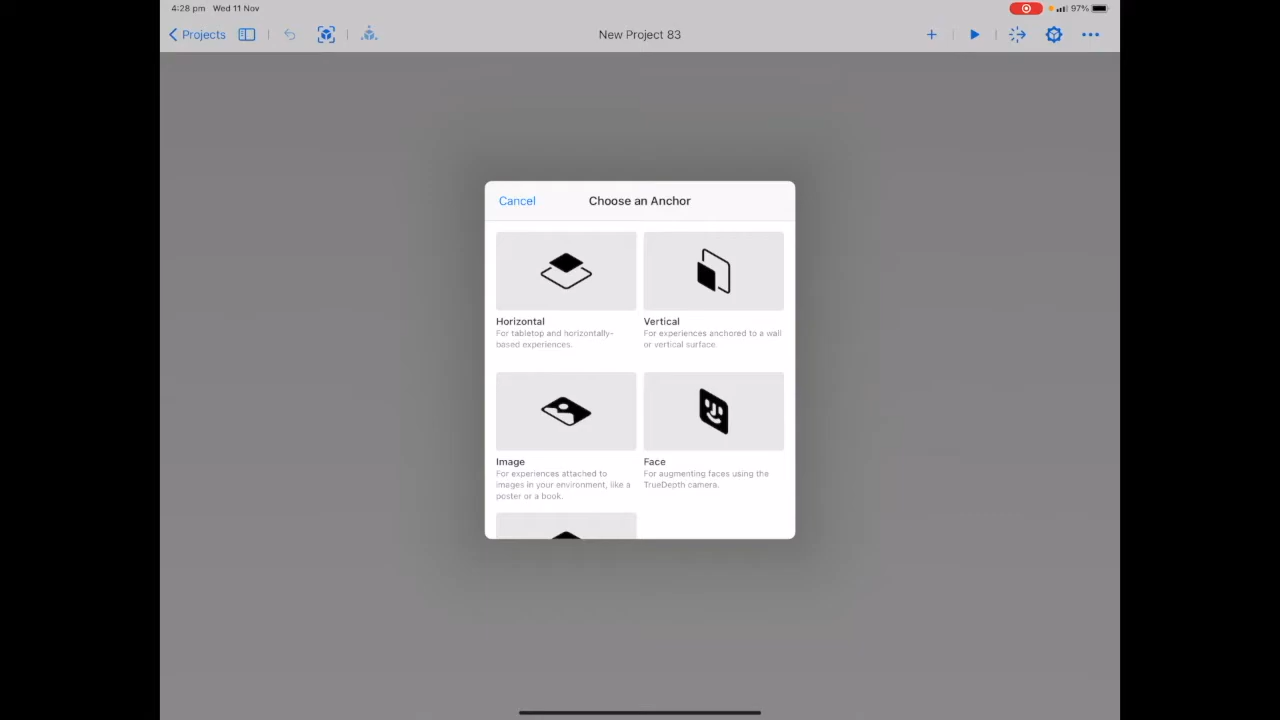 4:28 pm Wed 11 Nov
97%
Projects
New Project 83
Cancel
Choose an Anchor
Horizontal
For tabletop and horizontally-
based experiences.
Vertical
For experiences anchored to a wall
or vertical surface.
Image
For experiences attached to
images in your environment, like a
poster or a book.
Face
For augmenting faces using the
TrueDepth camera.